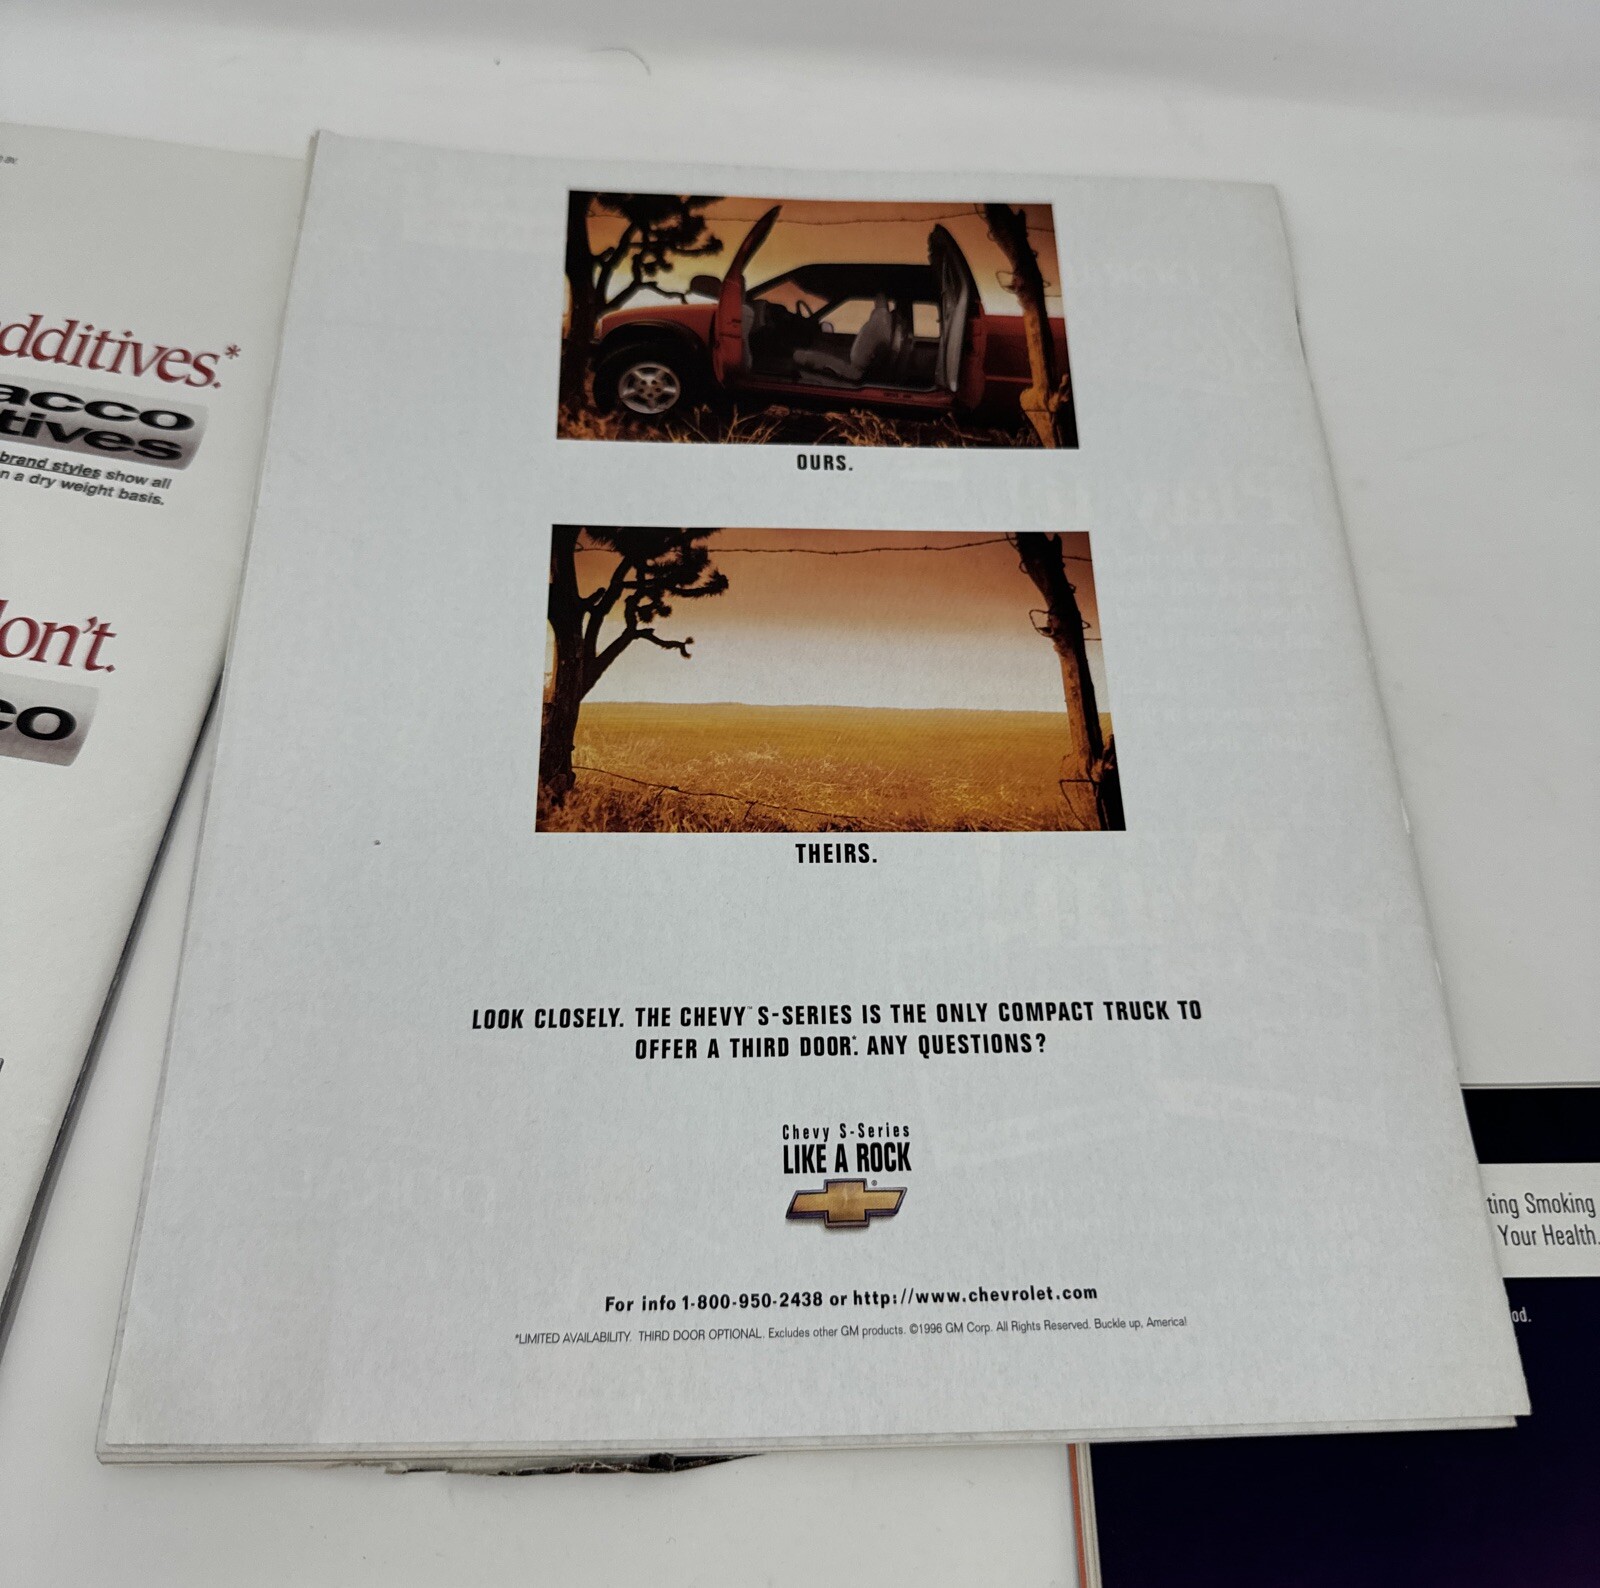 dditives.*
acco
tives
brand styles show all
n a dry weight basis.
on't.
co
OURS.
THEIRS.
LOOK CLOSELY. THE CHEVY™ S-SERIES IS THE ONLY COMPACT TRUCK TO
OFFER A THIRD DOOR.* ANY QUESTIONS?
Chevy S-Series
LIKE A ROCK
®
For info 1-800-950-2438 or http://www.chevrolet.com
*LIMITED AVAILABILITY. THIRD DOOR OPTIONAL. Excludes other GM products. ©1996 GM Corp. All Rights Reserved. Buckle up, America!
ting Smoking
Your Health.
od.